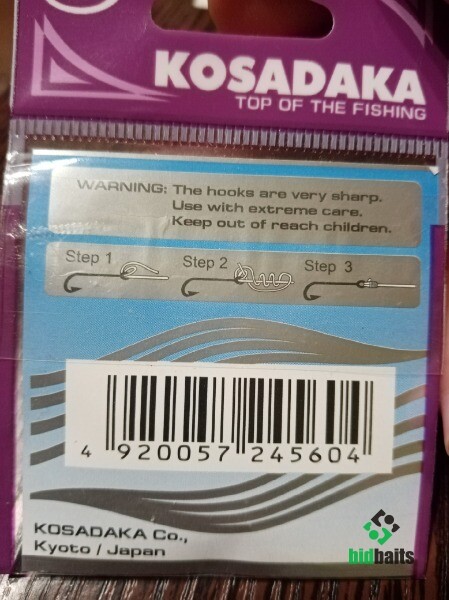 KOSADAKA
TOP OF THE FISHING
WARNING: The hooks are very sharp.
Use with extreme care.
Keep out of reach children.
Step 1 Step 2 Step 3
4 920057 245604
KOSADAKA Co.,
Kyoto / Japan
bidbaits